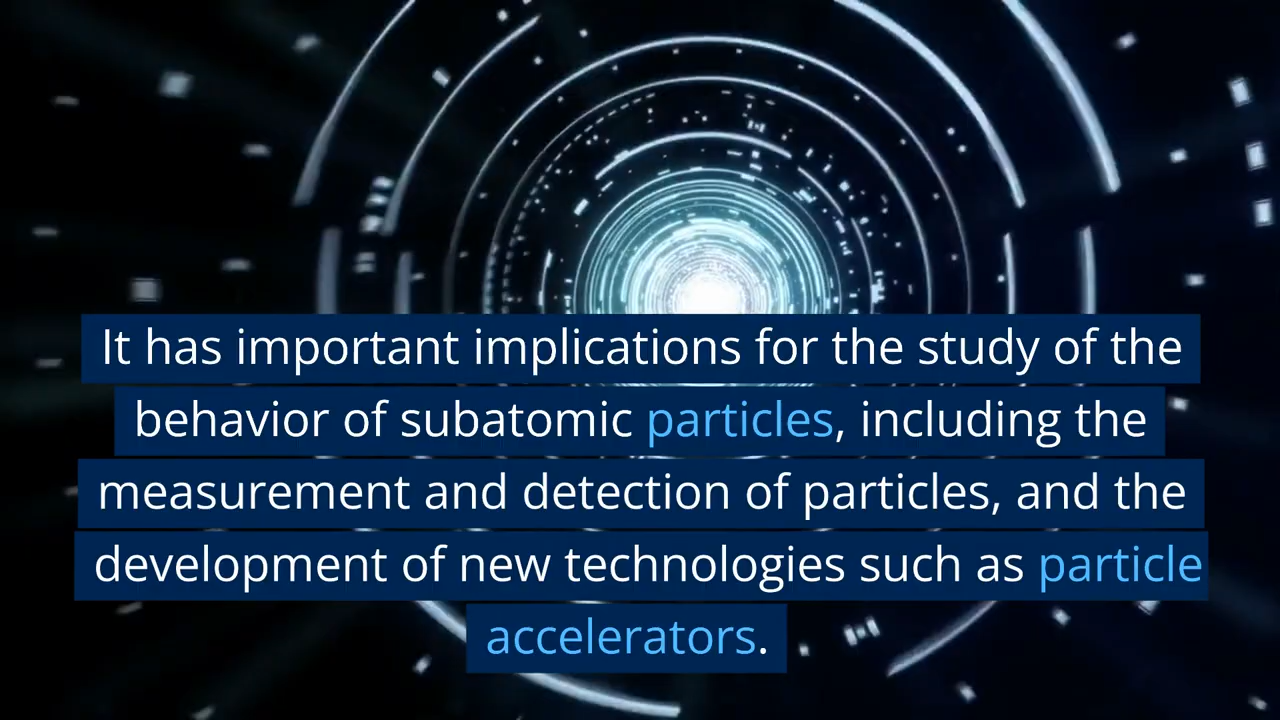 It has important implications for the study of the
behavior of subatomic particles, including the
measurement and detection of particles, and the
development of new technologies such as particle
accelerators.